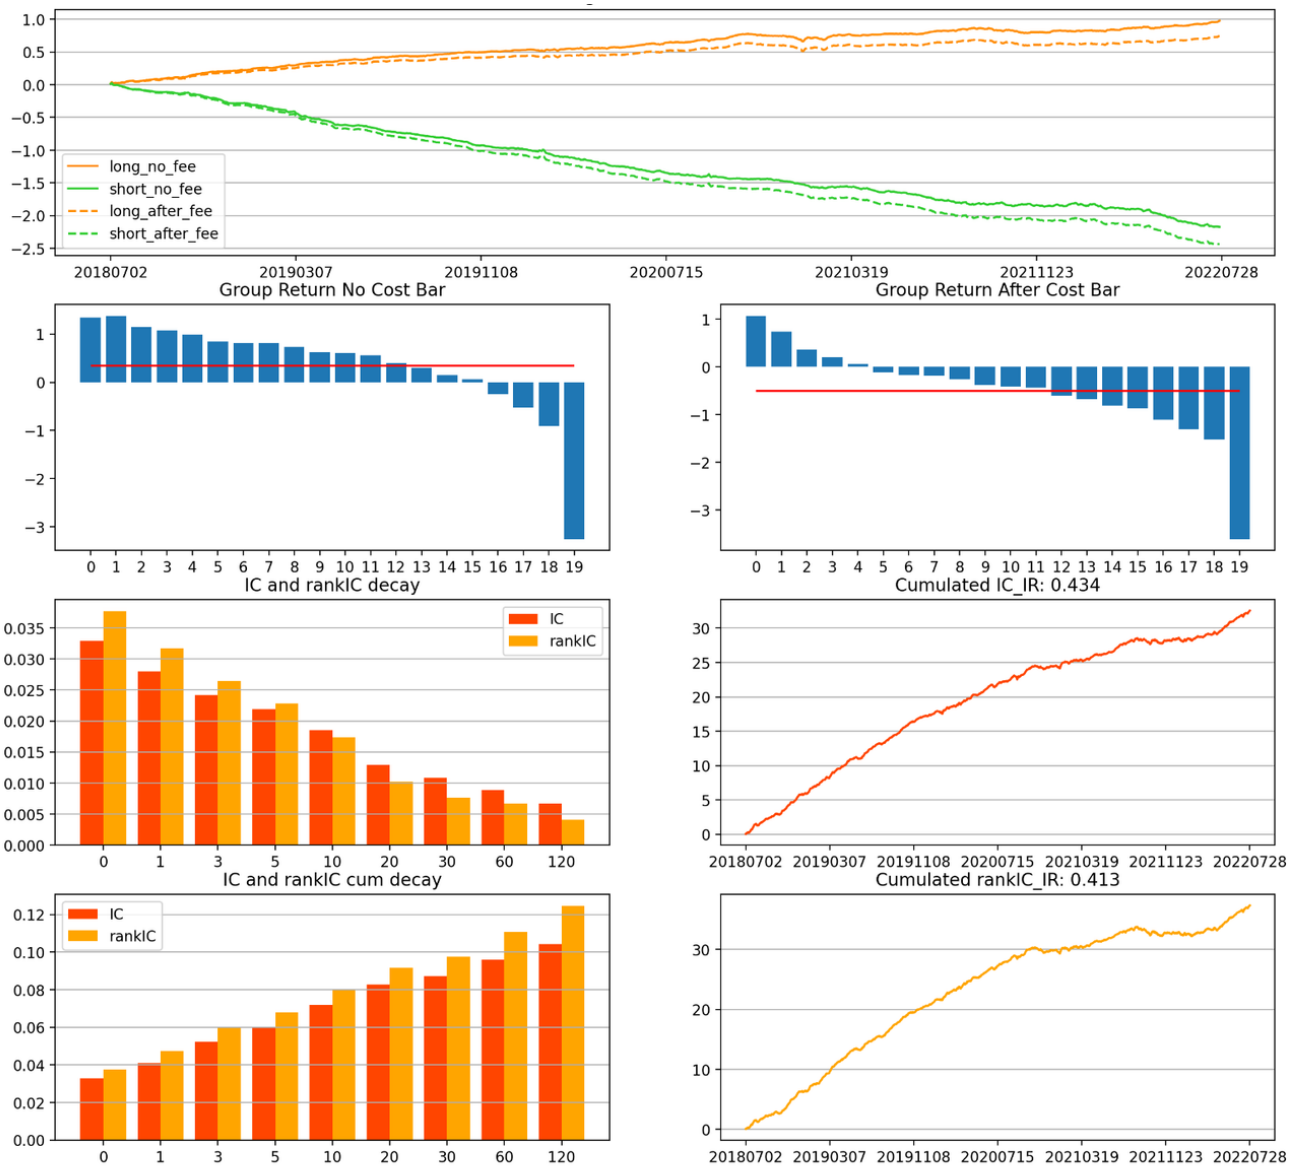 1.0
0.5
0.0
−0.5
−1.0
−1.5
−2.0
−2.5
long_no_fee
short_no_fee
long_after_fee
short_after_fee
20180702 20190307 20191108 20200715 20210319 20211123 20220728
Group Return No Cost Bar
1
0
−1
−2
−3
0 1 2 3 4 5 6 7 8 9 10 11 12 13 14 15 16 17 18 19
Group Return After Cost Bar
1
0
−1
−2
−3
0 1 2 3 4 5 6 7 8 9 10 11 12 13 14 15 16 17 18 19
IC and rankIC decay
0.035
0.030
0.025
0.020
0.015
0.010
0.005
0.000
IC
rankIC
0 1 3 5 10 20 30 60 120
Cumulated IC_IR: 0.434
30
25
20
15
10
5
0
20180702 20190307 20191108 20200715 20210319 20211123 20220728
IC and rankIC cum decay
0.12
0.10
0.08
0.06
0.04
0.02
0.00
IC
rankIC
0 1 3 5 10 20 30 60 120
Cumulated rankIC_IR: 0.413
30
20
10
0
20180702 20190307 20191108 20200715 20210319 20211123 20220728